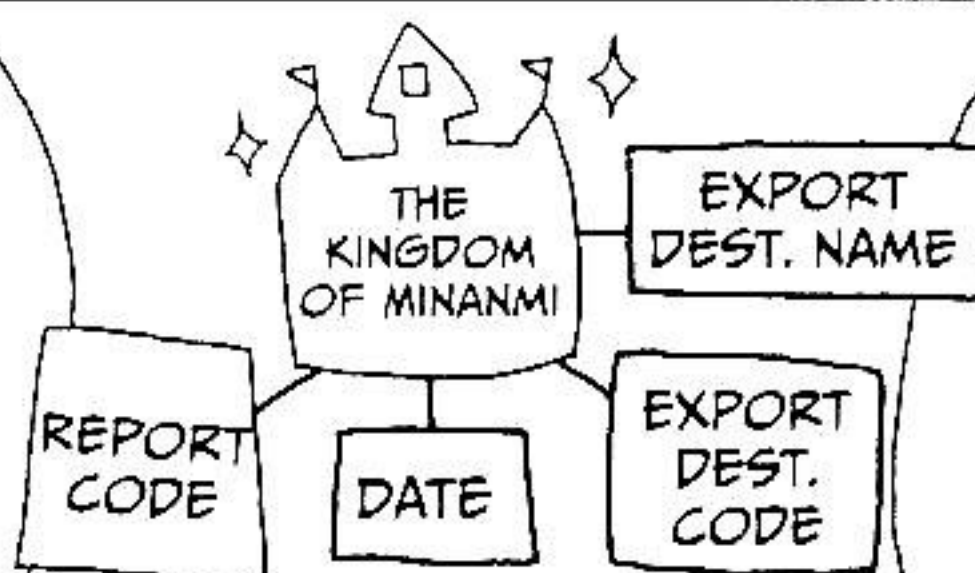 THE
KINGDOM
OF MINANMI
EXPORT
DEST. NAME
REPORT
CODE
DATE
EXPORT
DEST.
CODE